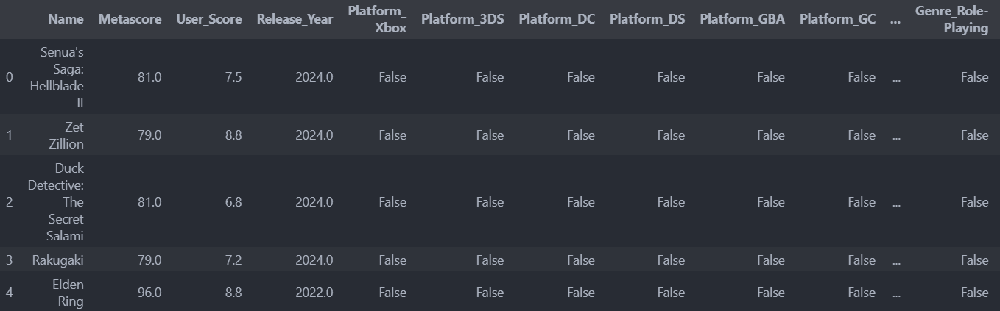 Name Metascore User_Score Release_Year Platform_ Xbox Platform_3DS Platform_DC Platform_DS Platform_GBA Platform_GC ... Genre_Role- Playing
0 Senua's Saga: Hellblade II 81.0 7.5 2024.0 False False False False False False ... False
1 Zet Zillion 79.0 8.8 2024.0 False False False False False False ... False
2 Duck Detective: The Secret Salami 81.0 6.8 2024.0 False False False False False False ... False
3 Rakugaki 79.0 7.2 2024.0 False False False False False False ... False
4 Elden Ring 96.0 8.8 2022.0 False False False False False False ... False